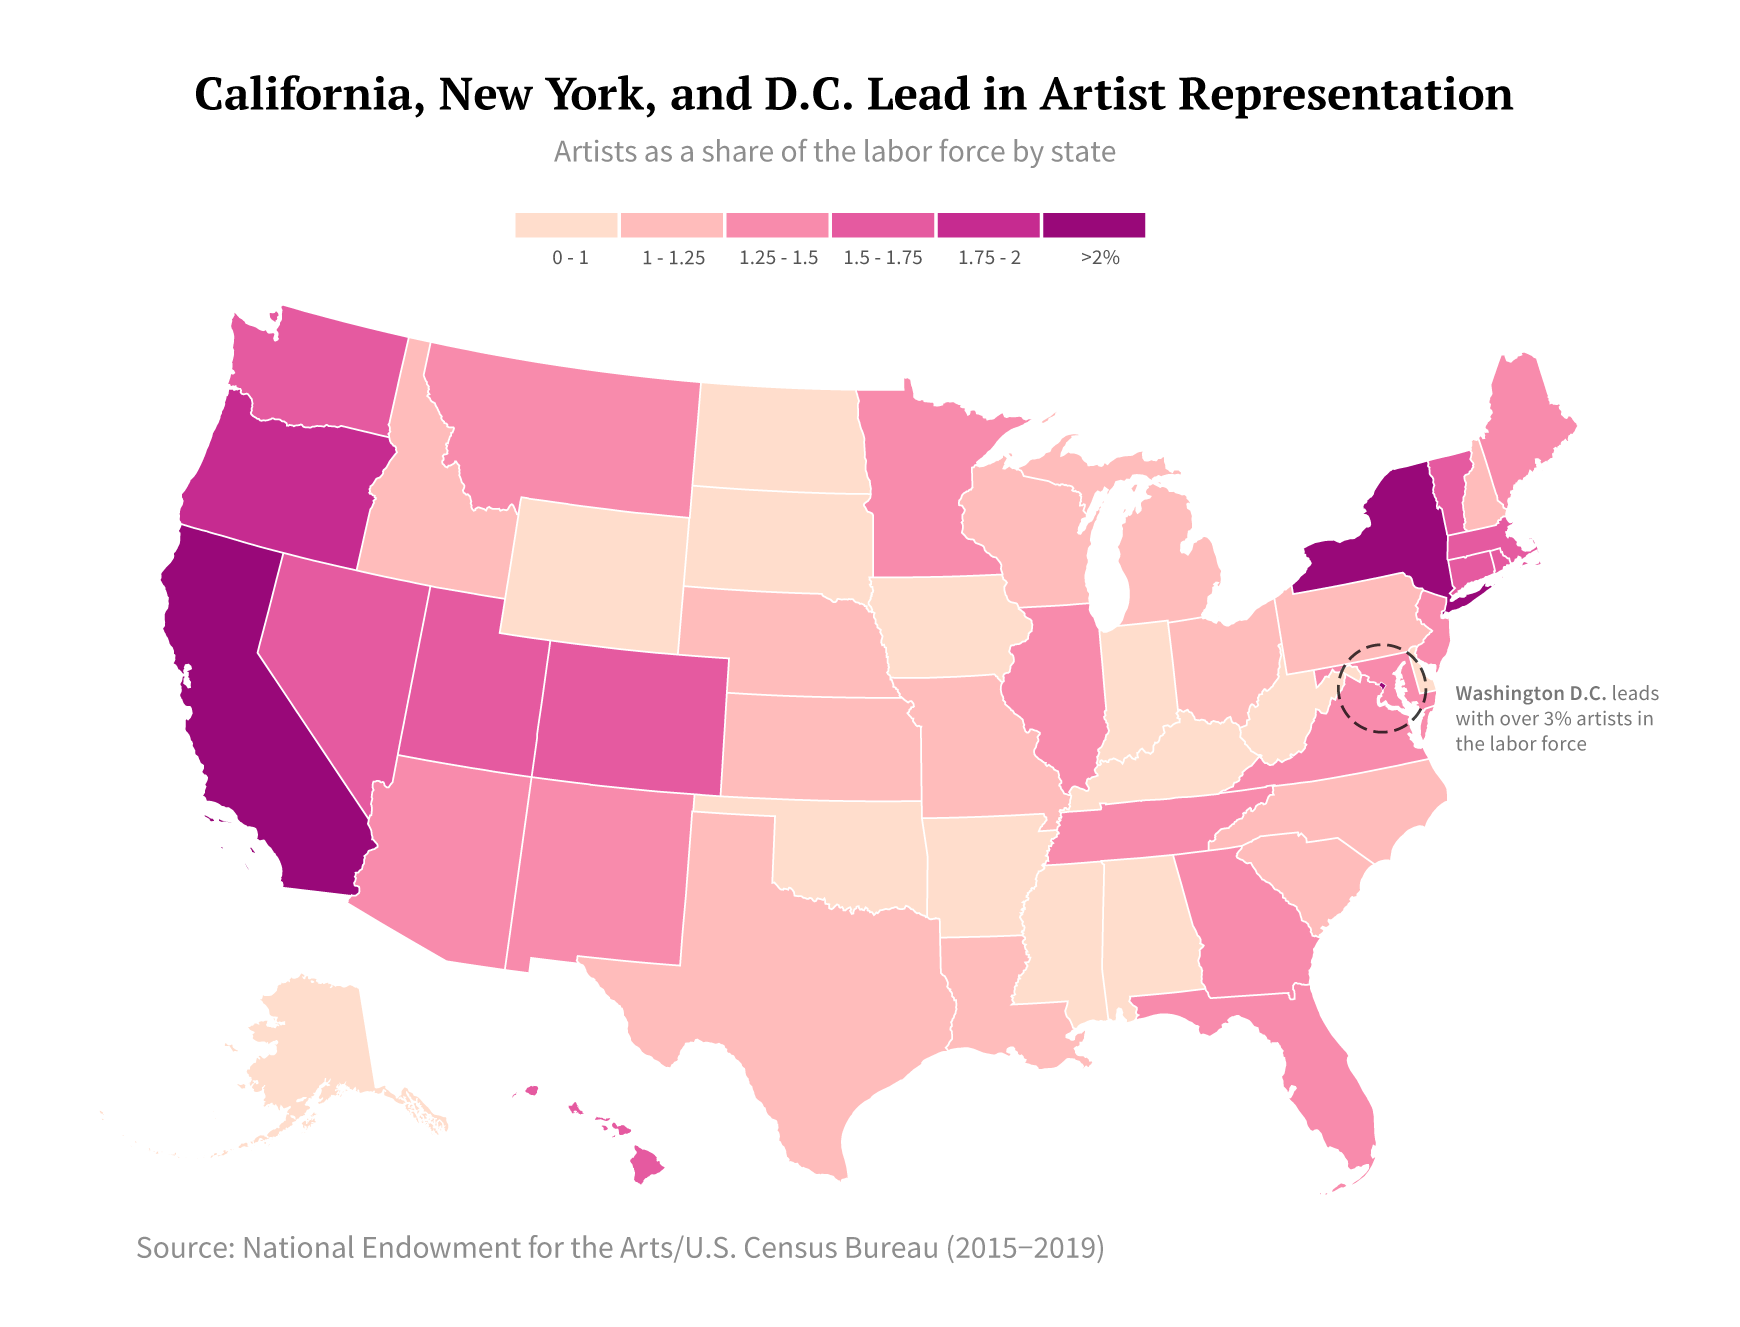 California, New York, and D.C. Lead in Artist Representation
Artists as a share of the labor force by state
0 - 1
1 - 1.25
1.25 - 1.5
1.5 - 1.75
1.75 - 2
>2%
Washington D.C. leads
with over 3% artists in
the labor force
Source: National Endowment for the Arts/U.S. Census Bureau (2015–2019)